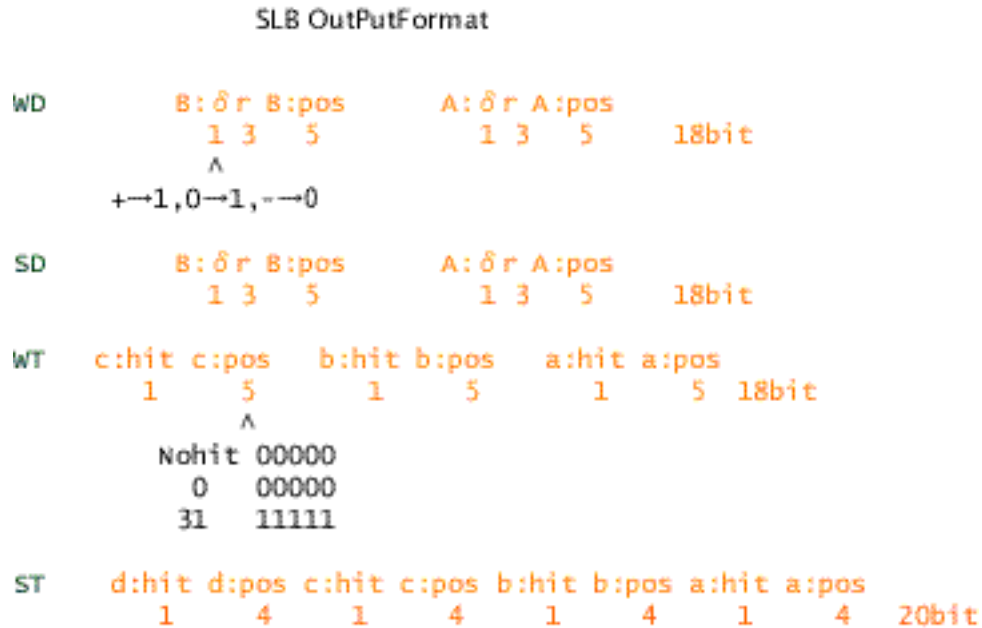 SLB OutPutFormat
WD B:δr B:pos A:δr A:pos
1 3 5 1 3 5 18bit
^
+→1,0→1,-→0
SD B:δr B:pos A:δr A:pos
1 3 5 1 3 5 18bit
WT c:hit c:pos b:hit b:pos a:hit a:pos
1 5 1 5 1 5 18bit
^
Nohit 00000
0 00000
31 11111
ST d:hit d:pos c:hit c:pos b:hit b:pos a:hit a:pos
1 4 1 4 1 4 1 4 20bit